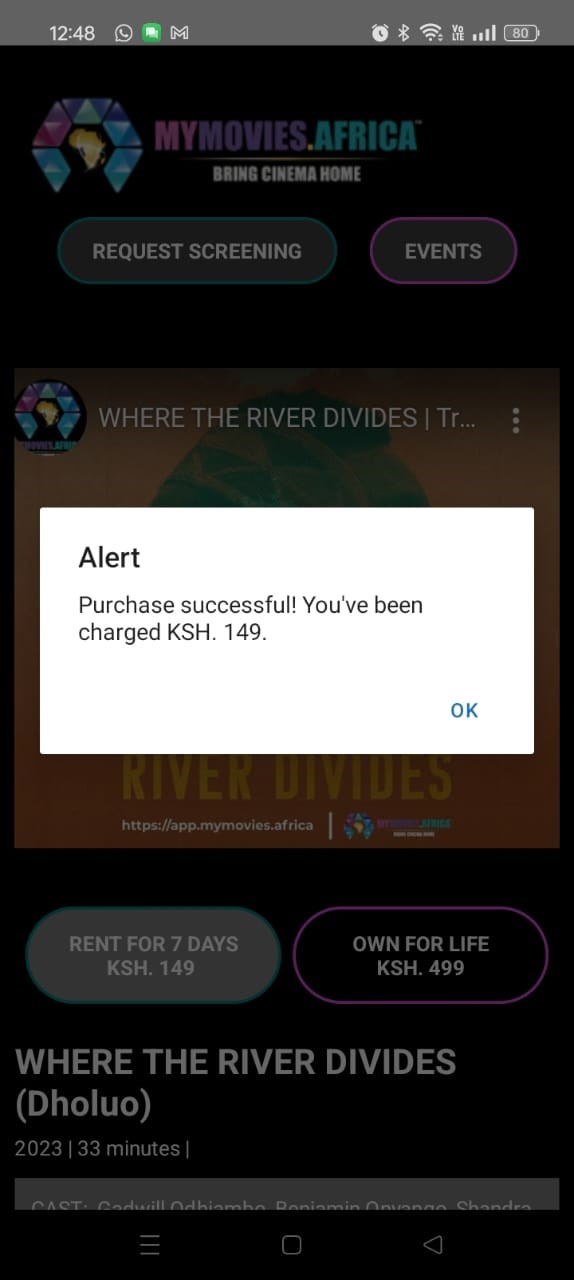 12:48
Vo
LTE
80
MYMOVIES.AFRICA™
BRING CINEMA HOME
REQUEST SCREENING
EVENTS
WHERE THE RIVER DIVIDES | Tr...
Alert
Purchase successful! You've been
charged KSH. 149.
OK
RIVER DIVIDES
https://app.mymovies.africa
MYMOVIES.AFRICA
BRING CINEMA HOME
RENT FOR 7 DAYS
KSH. 149
OWN FOR LIFE
KSH. 499
WHERE THE RIVER DIVIDES
(Dholuo)
2023 | 33 minutes |
CAST: Gadwill Odhiambo, Benjamin Onyango, Shandra